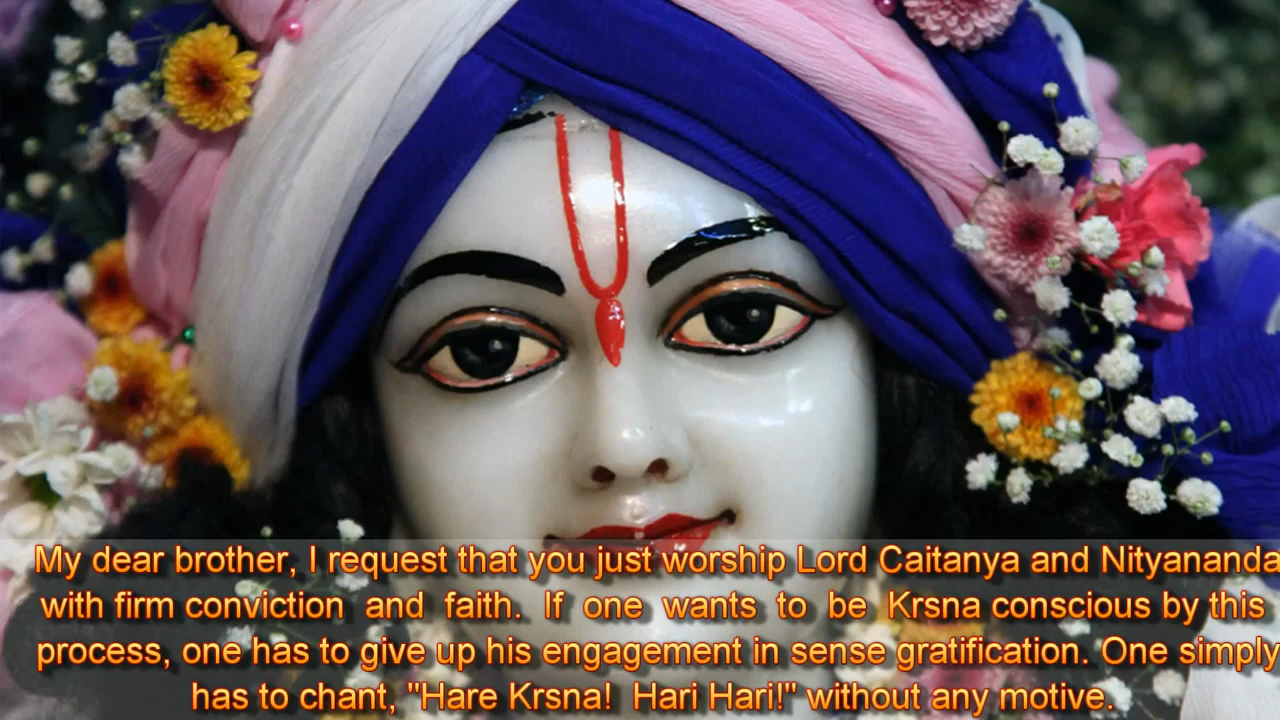 My dear brother, I request that you just worship Lord Caitanya and Nityananda
with firm conviction and faith. If one wants to be Krsna conscious by this
process, one has to give up his engagement in sense gratification. One simply
has to chant, "Hare Krsna! Hari Hari!" without any motive.